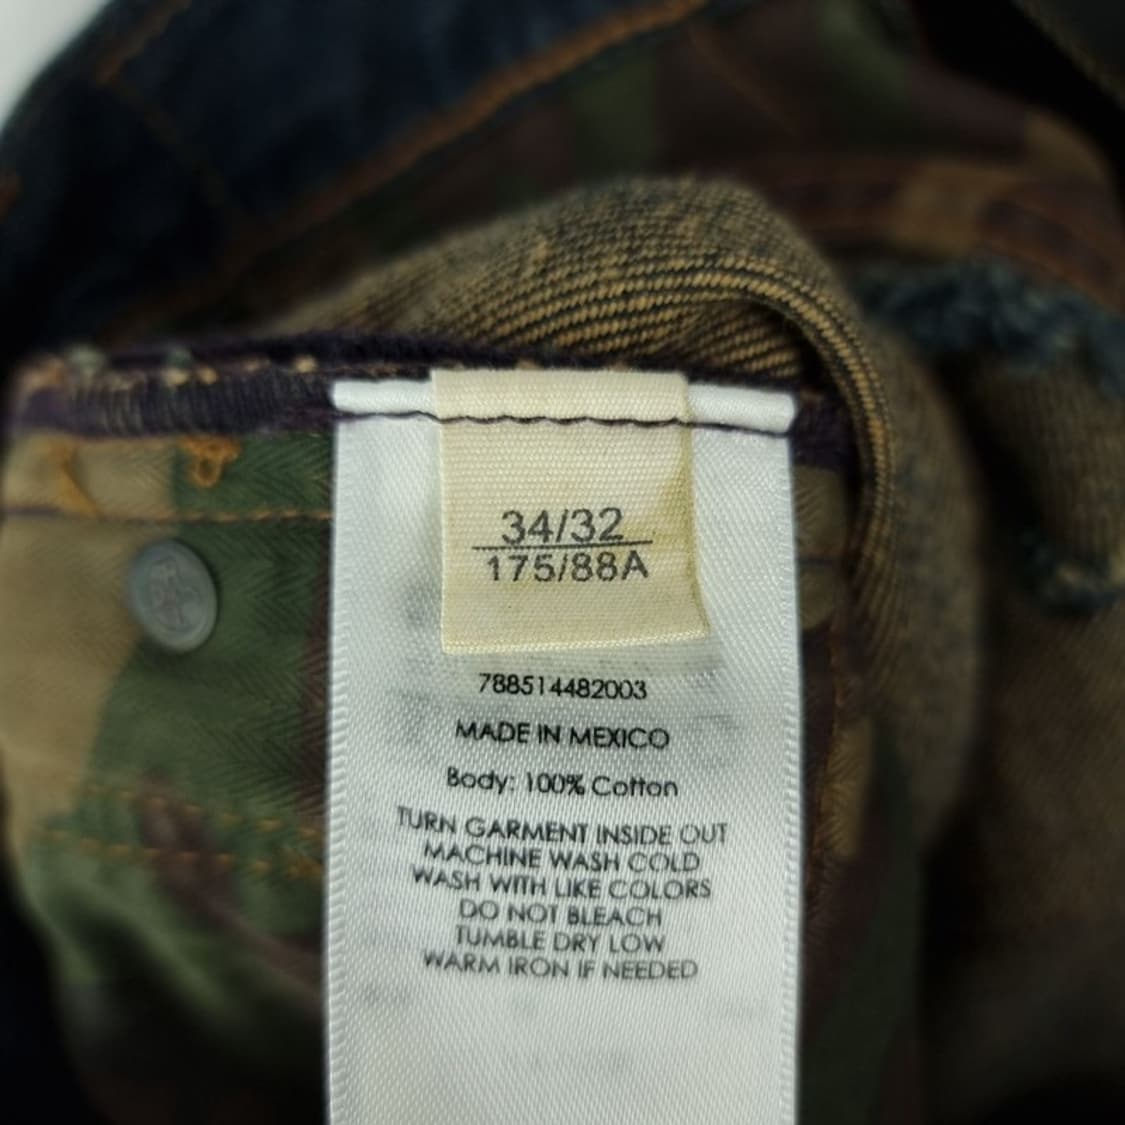 34/32
175/88A
788514482003
MADE IN MEXICO
Body: 100% Cotton
TURN GARMENT INSIDE OUT
MACHINE WASH COLD
WASH WITH LIKE COLORS
DO NOT BLEACH
TUMBLE DRY LOW
WARM IRON IF NEEDED